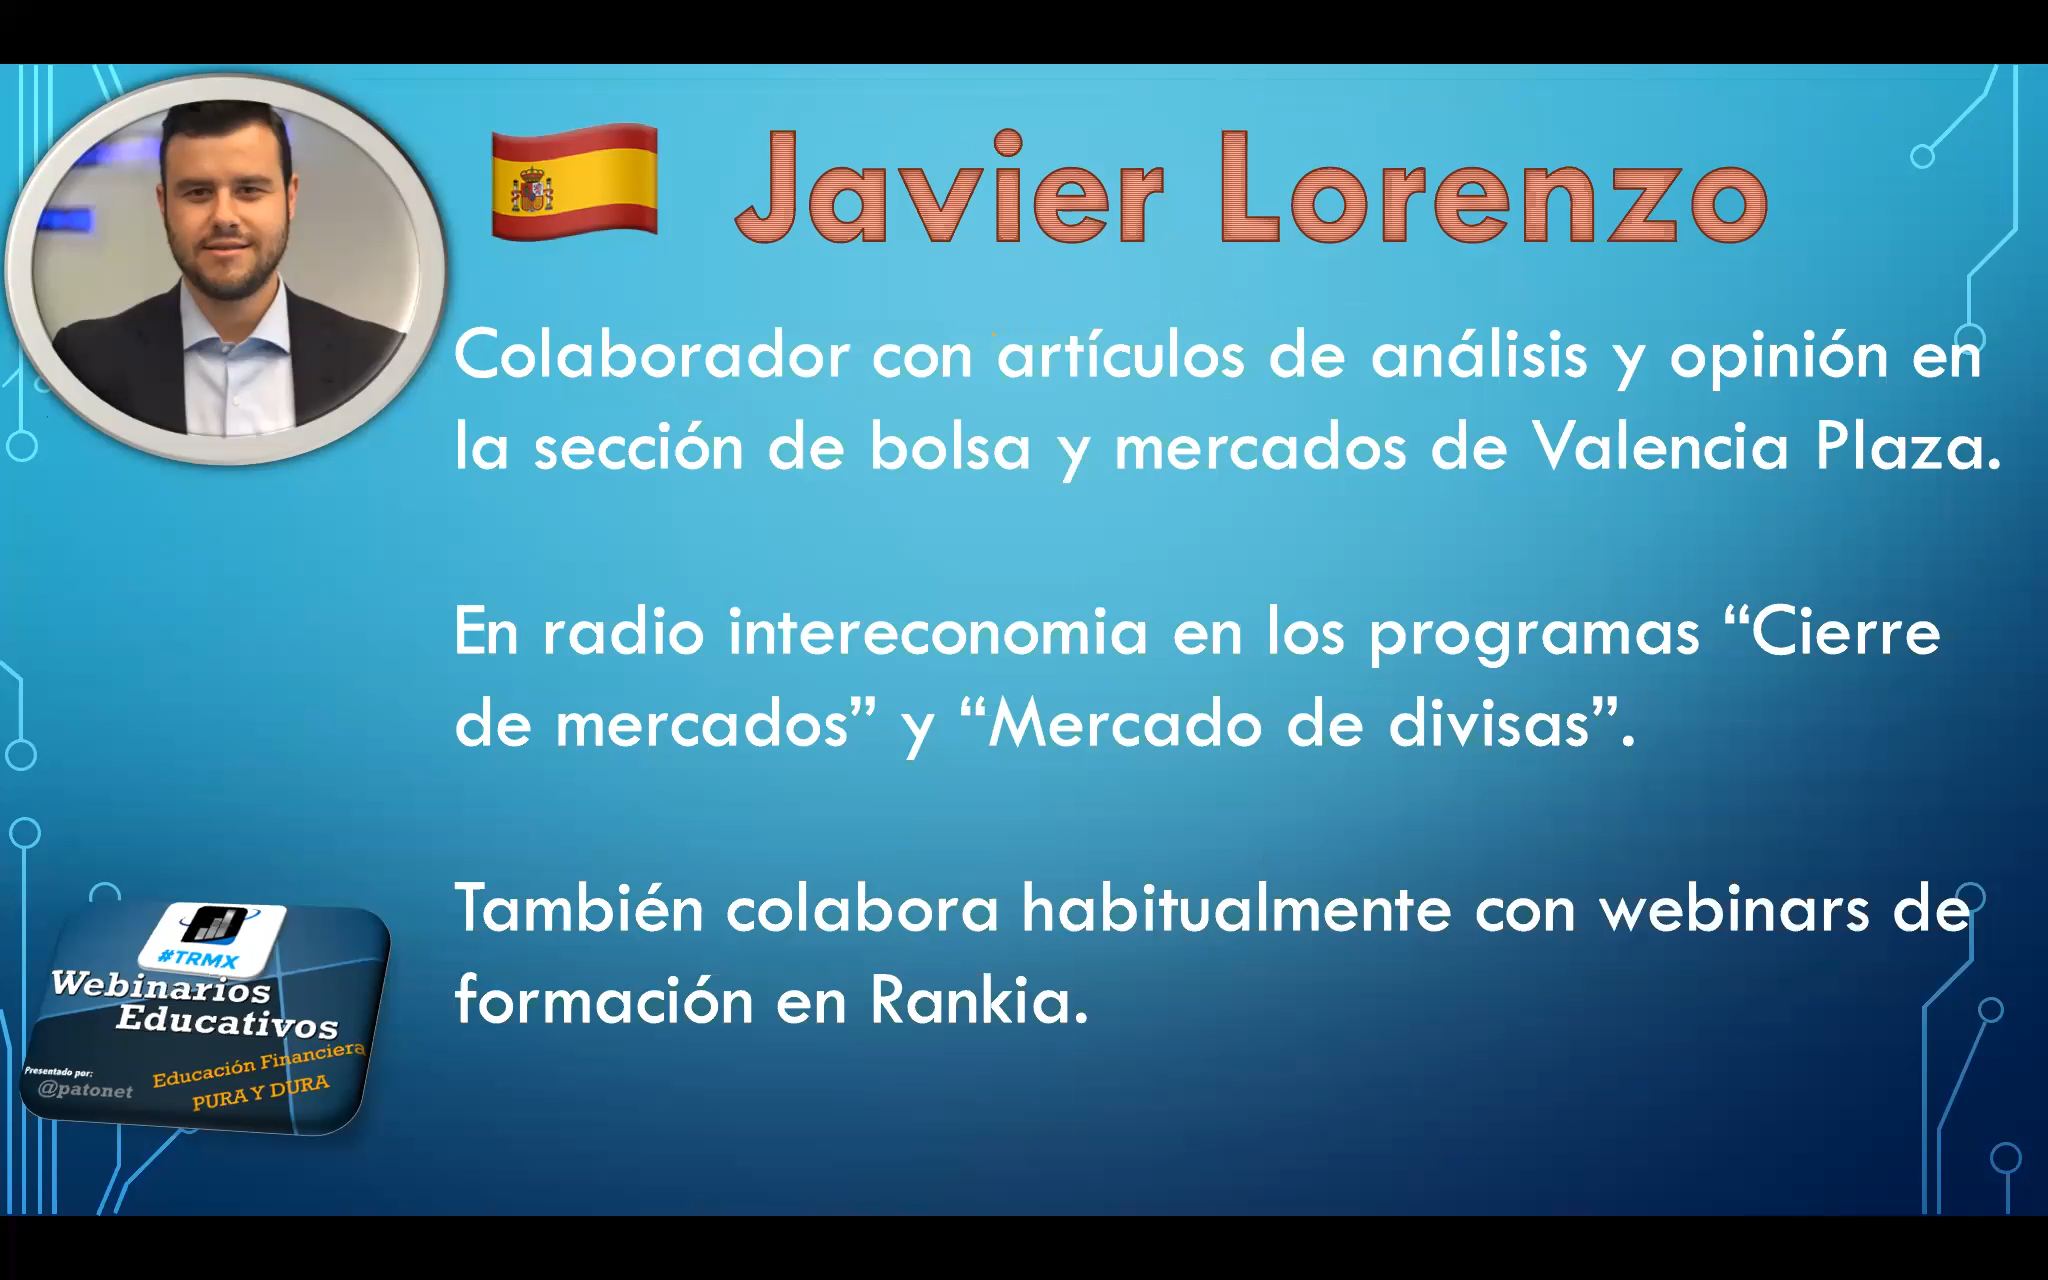 Javier Lorenzo
Colaborador con artículos de análisis y opinión en
la sección de bolsa y mercados de Valencia Plaza.
En radio intereconomia en los programas “Cierre
de mercados” y “Mercado de divisas”.
También colabora habitualmente con webinars de
formación en Rankia.
#TRMX
Webinarios
Educativos
Presentado por:
@patonet
Educación Financiera
PURA Y DURA